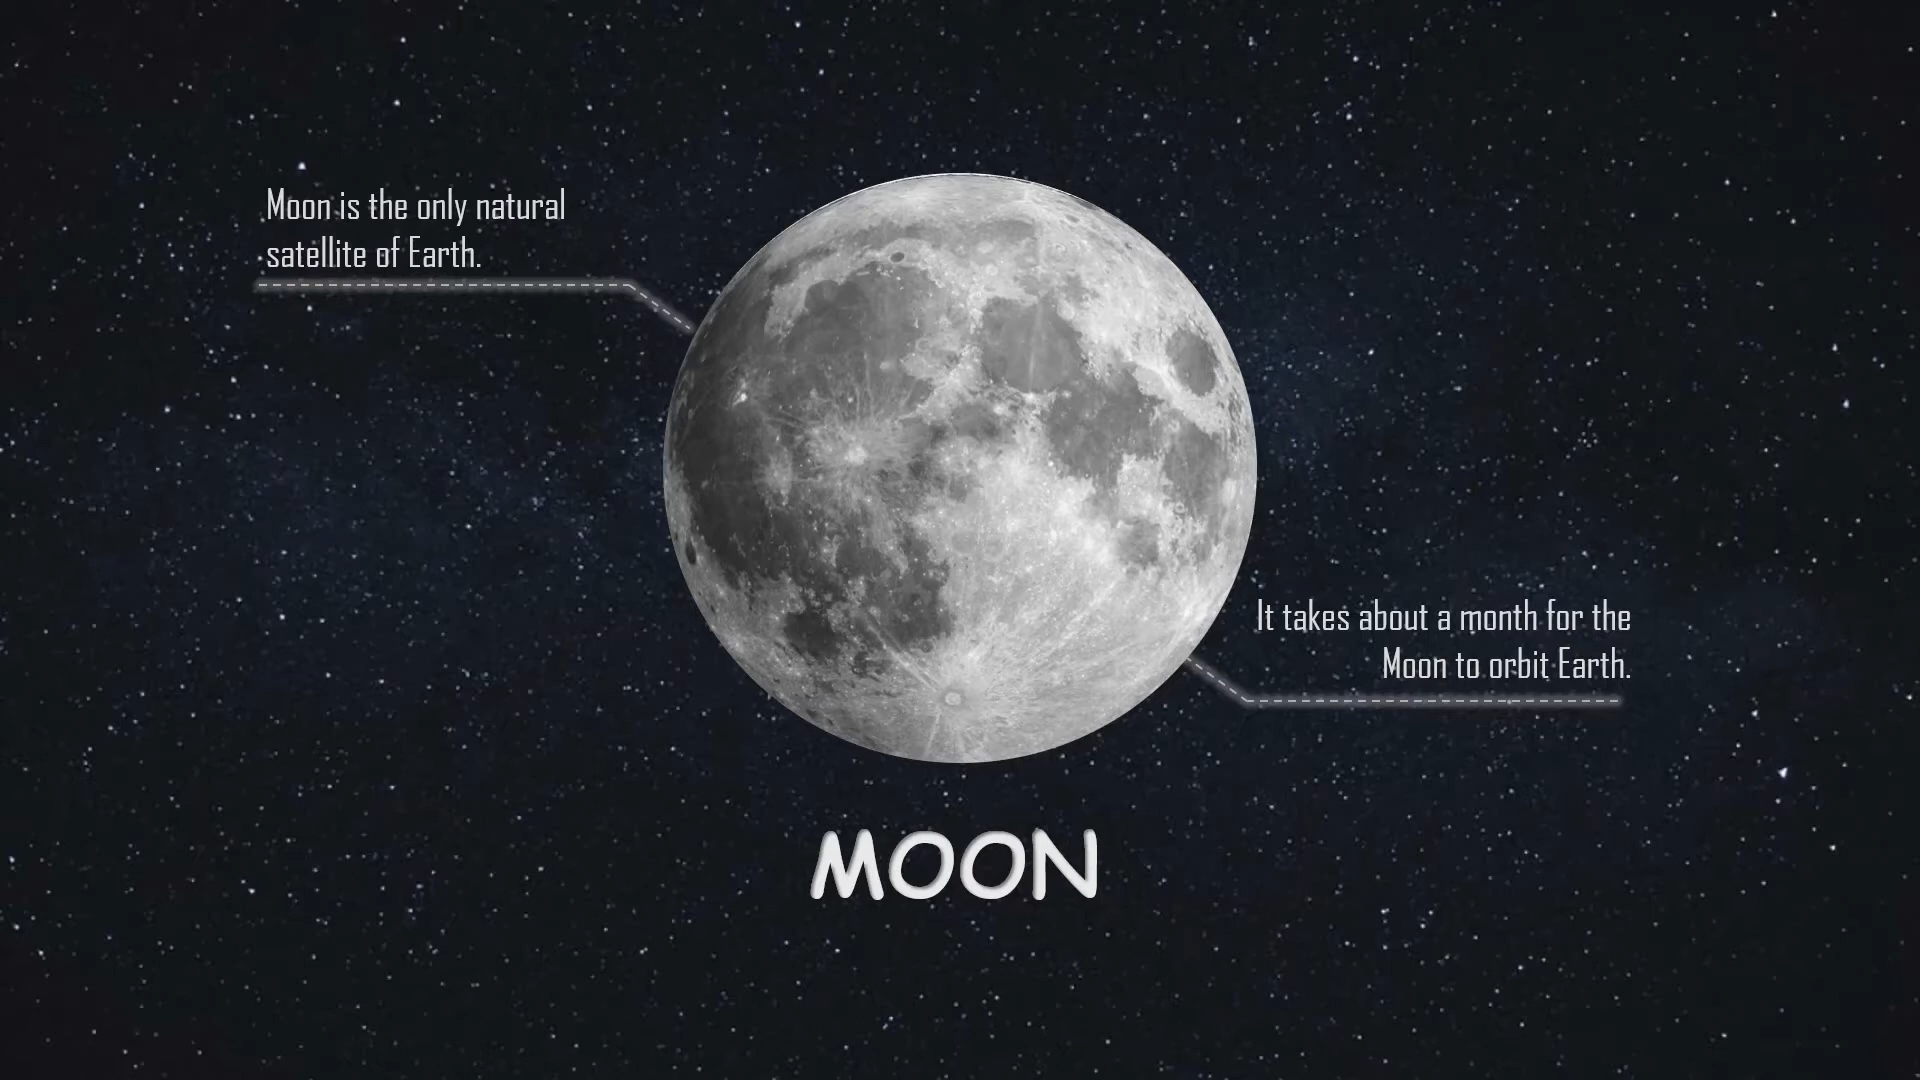 Moon is the only natural
satellite of Earth.
It takes about a month for the
Moon to orbit Earth.
MOON